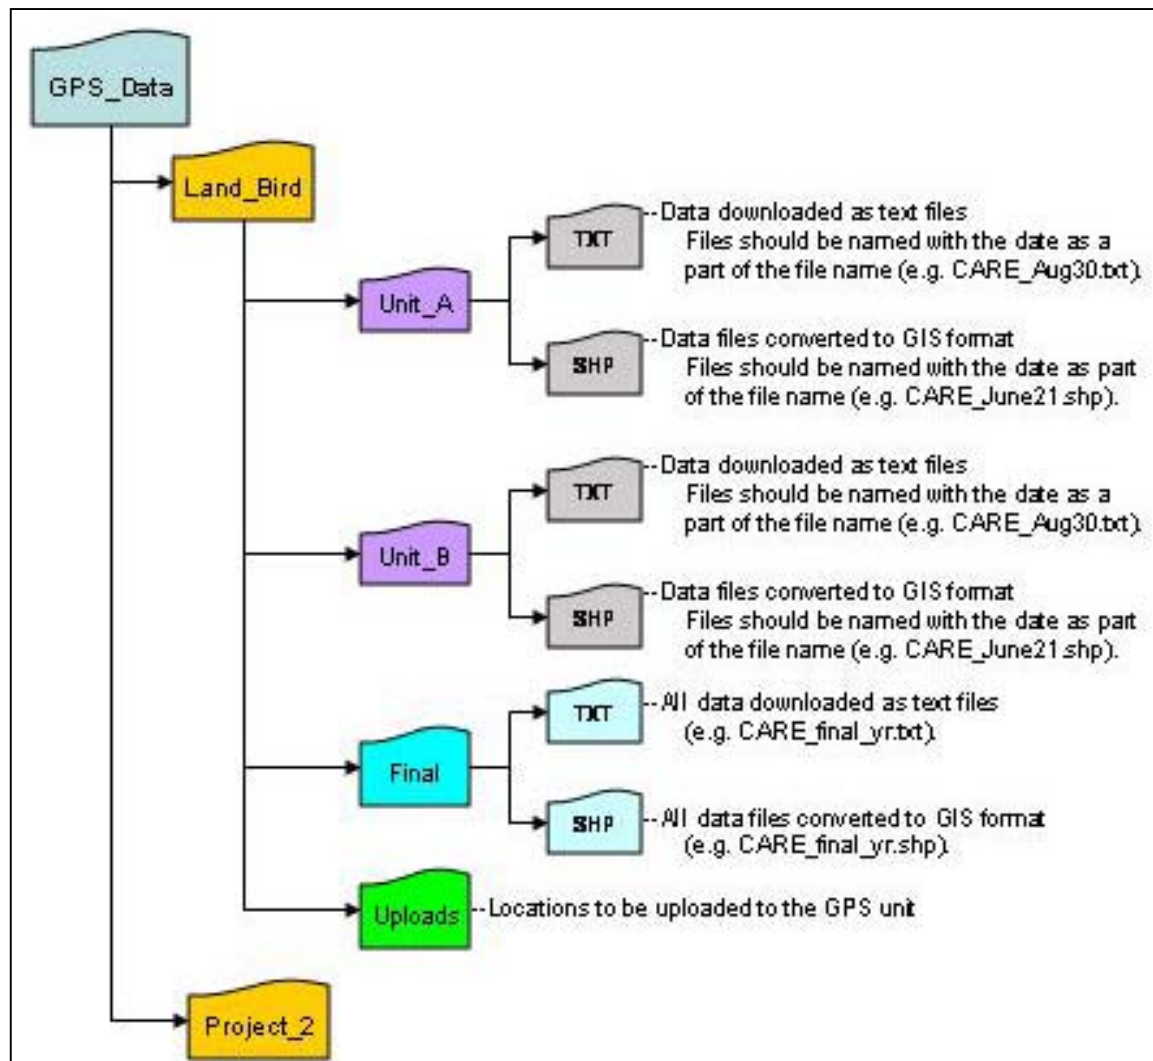 GPS_Data
Land_Bird
Unit_A
TXT
--Data downloaded as text files
Files should be named with the date as a
part of the file name (e.g. CARE_Aug30.txt).
SHP
--Data files converted to GIS format
Files should be named with the date as part
of the file name (e.g. CARE_June21.shp).
Unit_B
TXT
--Data downloaded as text files
Files should be named with the date as a
part of the file name (e.g. CARE_Aug30.txt).
SHP
--Data files converted to GIS format
Files should be named with the date as part
of the file name (e.g. CARE_June21.shp).
Final
TXT
--All data downloaded as text files
(e.g. CARE_final_yr.txt).
SHP
--All data files converted to GIS format
(e.g. CARE_final_yr.shp).
Uploads
--Locations to be uploaded to the GPS unit
Project_2